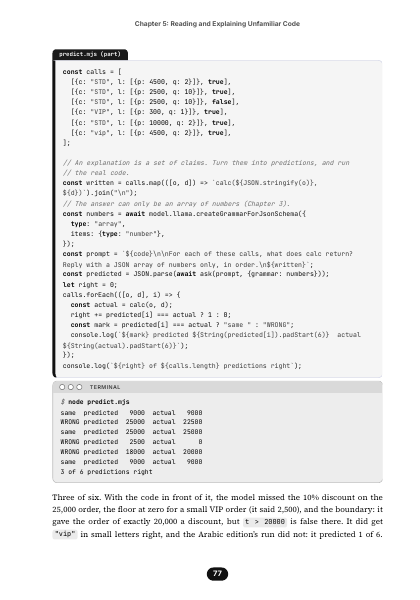 Chapter 5: Reading and Explaining Unfamiliar Code
predict.mjs (part)
const calls = [
  [{c: "STD", l: [{p: 4500, q: 2}]}, true],
  [{c: "STD", l: [{p: 2500, q: 10}]}, true],
  [{c: "STD", l: [{p: 2500, q: 10}]}, false],
  [{c: "VIP", l: [{p: 300, q: 1}]}, true],
  [{c: "STD", l: [{p: 10000, q: 2}]}, true],
  [{c: "vip", l: [{p: 4500, q: 2}]}, true],
];
// An explanation is a set of claims. Turn them into predictions, and run
// the real code.
const written = calls.map(([o, d]) => `calc(${JSON.stringify(o)},
${d})`).join("\n");
// The answer can only be an array of numbers (Chapter 3).
const numbers = await model.llama.createGrammarForJsonSchema({
  type: "array",
  items: {type: "number"},
});
const prompt = `${code}\n\nFor each of these calls, what does calc return?
Reply with a JSON array of numbers only, in order.\n${written}`;
const predicted = JSON.parse(await ask(prompt, {grammar: numbers}));
let right = 0;
calls.forEach(([o, d], i) => {
  const actual = calc(o, d);
  right += predicted[i] === actual ? 1 : 0;
  const mark = predicted[i] === actual ? "same " : "WRONG";
  console.log(`${mark} predicted ${String(predicted[i]).padStart(6)}  actual
${String(actual).padStart(6)}`);
});
console.log(`${right} of ${calls.length} predictions right`);
TERMINAL
$ node predict.mjs
same  predicted   9000  actual   9000
WRONG predicted  25000  actual  22500
same  predicted  25000  actual  25000
WRONG predicted   2500  actual      0
WRONG predicted  18000  actual  20000
same  predicted   9000  actual   9000
3 of 6 predictions right
Three of six. With the code in front of it, the model missed the 10% discount on the
25,000 order, the floor at zero for a small VIP order (it said 2,500), and the boundary: it
gave the order of exactly 20,000 a discount, but t > 20000 is false there. It did get
"vip" in small letters right, and the Arabic edition's run did not: it predicted 1 of 6.
77